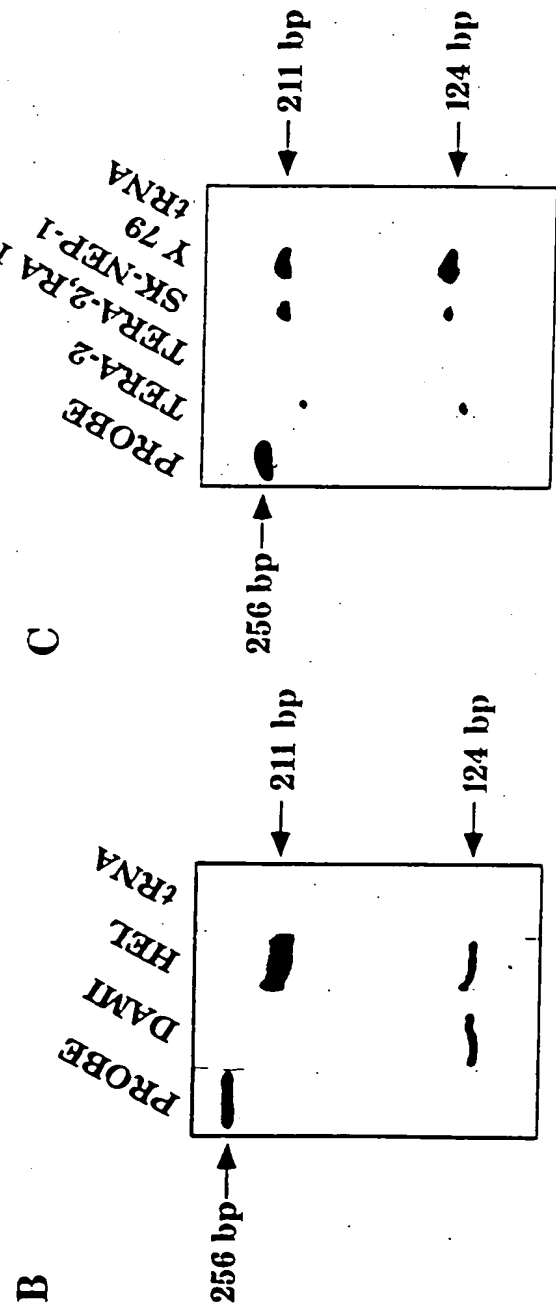 B
PROBE
DAMI
HEL
tRNA
256 bp
211 bp
124 bp
C
PROBE
TERA-2
TERA-2,RA
SK-NEP-1
Y 79
tRNA
256 bp
211 bp
124 bp